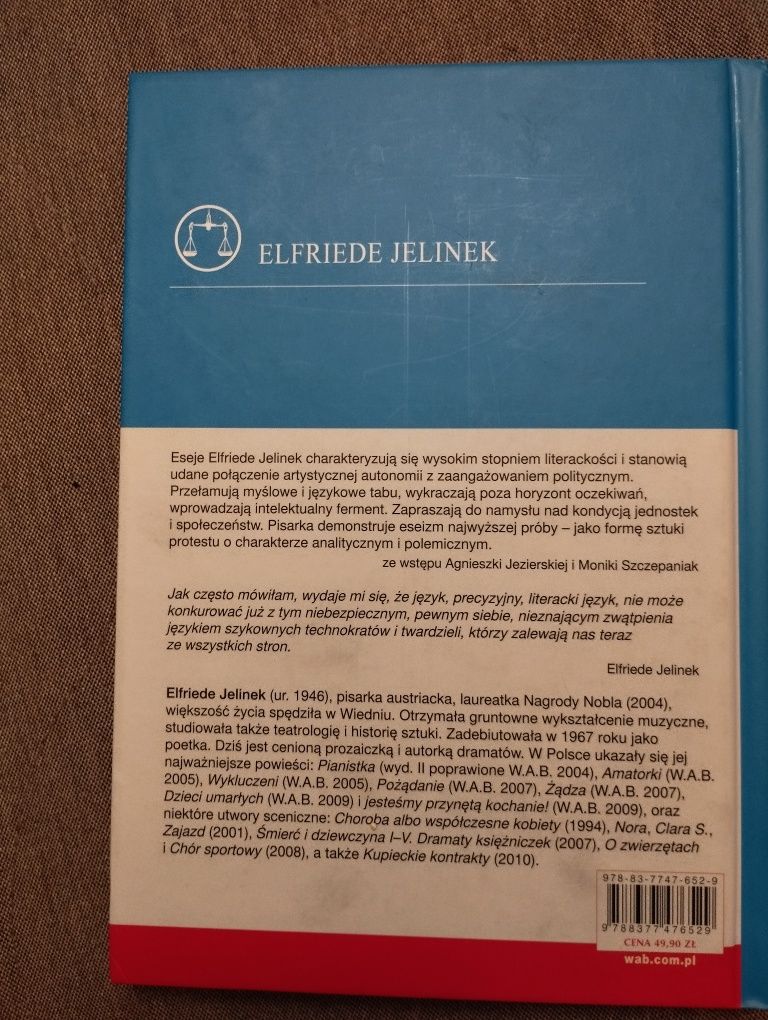 ELFRIEDE JELINEK
Eseje Elfriede Jelinek charakteryzują się wysokim stopniem literackości i stanowią
udane połączenie artystycznej autonomii z zaangażowaniem politycznym.
Przełamują myślowe i językowe tabu, wykraczają poza horyzont oczekiwań,
wprowadzają intelektualny ferment. Zapraszają do namysłu nad kondycją jednostek
i społeczeństw. Pisarka demonstruje eseizm najwyższej próby – jako formę sztuki
protestu o charakterze analitycznym i polemicznym.
ze wstępu Agnieszki Jezierskiej i Moniki Szczepaniak
Jak często mówiłam, wydaje mi się, że język, precyzyjny, literacki język, nie może
konkurować już z tym niebezpiecznym, pewnym siebie, nieznającym zwątpienia
językiem szykownych technokratów i twardzieli, którzy zalewają nas teraz
ze wszystkich stron.
Elfriede Jelinek
Elfriede Jelinek (ur. 1946), pisarka austriacka, laureatka Nagrody Nobla (2004),
większość życia spędziła w Wiedniu. Otrzymała gruntowne wykształcenie muzyczne,
studiowała także teatrologię i historię sztuki. Zadebiutowała w 1967 roku jako
poetka. Dziś jest cenioną prozaiczką i autorką dramatów. W Polsce ukazały się jej
najważniejsze powieści: Pianistka (wyd. II poprawione W.A.B. 2004), Amatorki (W.A.B.
2005), Wykluczeni (W.A.B. 2005), Pożądanie (W.A.B. 2007), Żądza (W.A.B. 2007),
Dzieci umarłych (W.A.B. 2009) i jesteśmy przynętą kochanie! (W.A.B. 2009), oraz
niektóre utwory sceniczne: Choroba albo współczesne kobiety (1994), Nora, Clara S.,
Zajazd (2001), Śmierć i dziewczyna I–V. Dramaty księżniczek (2007), O zwierzętach
i Chór sportowy (2008), a także Kupieckie kontrakty (2010).
978-83-7747-652-9
9 788377 476529
CENA 49,90 ZŁ
wab.com.pl